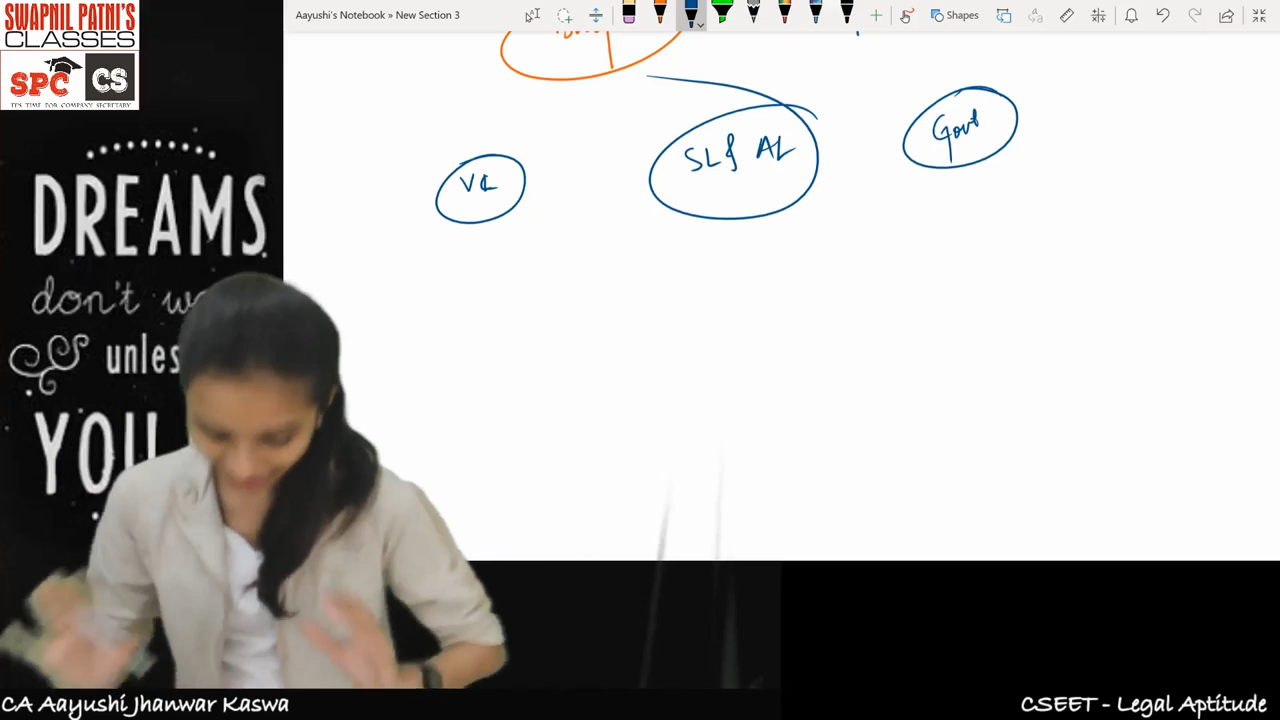 SWAPNIL PATNI'S
CLASSES
SPC CS
IT'S TIME FOR COMPANY SECRETARY
Aayushi's Notebook » New Section 3
Shapes
SL & AL
Govt
DREAMS
don't
unles
YOU
CA Aayushi Jhanwar Kaswa
CSEET - Legal Aptitude